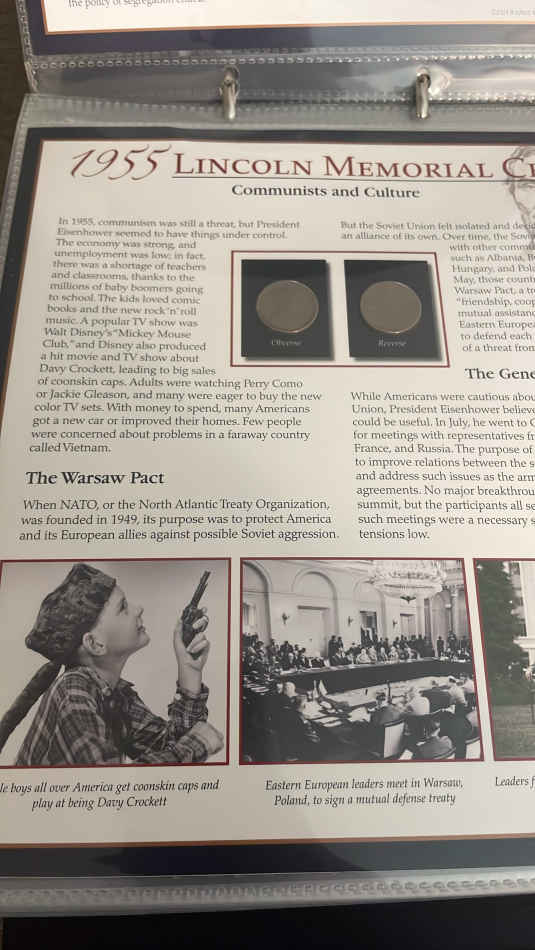 the policy of segregation
1955 LINCOLN MEMORIAL
Communists and Culture
In 1955, communism was still a threat, but President
Eisenhower seemed to have things under control.
The economy was strong, and
unemployment was low; in fact,
there was a shortage of teachers
and classrooms, thanks to the
millions of baby boomers going
to school. The kids loved comic
books and the new rock'n'roll
music. A popular TV show was
Walt Disney's "Mickey Mouse
Club," and Disney also produced
a hit movie and TV show about
Davy Crockett, leading to big sales
of coonskin caps. Adults were watching Perry Como
or Jackie Gleason, and many were eager to buy the new
color TV sets. With money to spend, many Americans
got a new car or improved their homes. Few people
were concerned about problems in a faraway country
called Vietnam.
Obverse
Reverse
The Warsaw Pact
When NATO, or the North Atlantic Treaty Organization,
was founded in 1949, its purpose was to protect America
and its European allies against possible Soviet aggression.
But the Soviet Union felt isolated and
an alliance of its own. Over time, the
with other
such as Albania,
Hungary, and
May, those
Warsaw Pact, a
"friendship,
mutual
Eastern
to defend each
of a threat from
The
While Americans were cautious
Union, President Eisenhower
could be useful. In July, he went to
for meetings with representatives
France, and Russia. The purpose of
to improve relations between the
and address such issues as the
agreements. No major
summit, but the participants all
such meetings were a necessary
tensions low.
boys all over America get coonskin caps and
play at being Davy Crockett
Eastern European leaders meet in Warsaw,
Poland, to sign a mutual defense treaty
Leaders